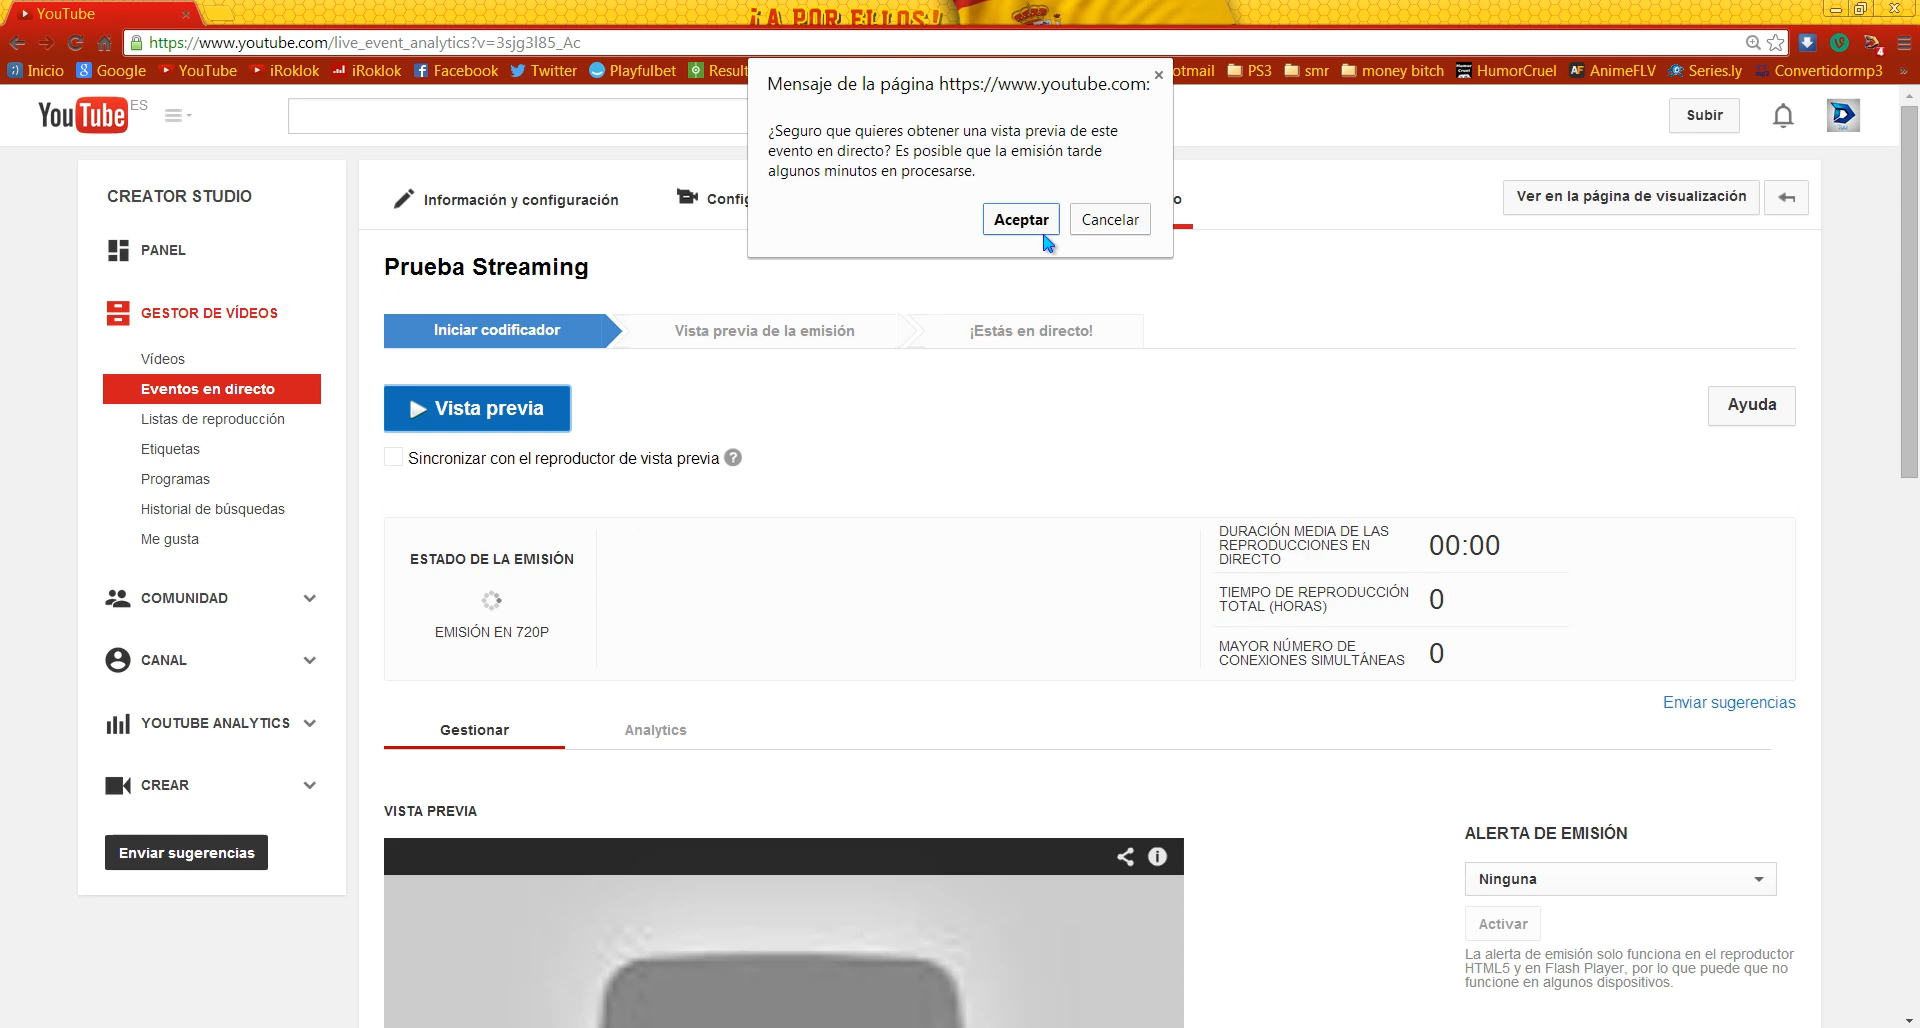 ¡A POR ELLOS!
YouTube
https://www.youtube.com/live_event_analytics?v=3sjg3l85_Ac
Inicio Google YouTube iRoklok iRoklok Facebook Twitter Playfulbet Result otmail PS3 smr money bitch HumorCruel AnimeFLV Series.ly Convertidormp3 »
Mensaje de la página https://www.youtube.com:
¿Seguro que quieres obtener una vista previa de este
evento en directo? Es posible que la emisión tarde
algunos minutos en procesarse.
Aceptar Cancelar
YouTube ES
Subir
CREATOR STUDIO
PANEL
GESTOR DE VÍDEOS
Vídeos
Eventos en directo
Listas de reproducción
Etiquetas
Programas
Historial de búsquedas
Me gusta
COMUNIDAD
CANAL
YOUTUBE ANALYTICS
CREAR
Enviar sugerencias
Información y configuración Config o
Ver en la página de visualización
Prueba Streaming
Iniciar codificador Vista previa de la emisión ¡Estás en directo!
Vista previa
Ayuda
Sincronizar con el reproductor de vista previa ?
ESTADO DE LA EMISIÓN
EMISIÓN EN 720P
DURACIÓN MEDIA DE LAS
REPRODUCCIONES EN
DIRECTO
00:00
TIEMPO DE REPRODUCCIÓN
TOTAL (HORAS)
0
MAYOR NÚMERO DE
CONEXIONES SIMULTÁNEAS
0
Enviar sugerencias
Gestionar Analytics
VISTA PREVIA
ALERTA DE EMISIÓN
Ninguna
Activar
La alerta de emisión solo funciona en el reproductor
HTML5 y en Flash Player, por lo que puede que no
funcione en algunos dispositivos.